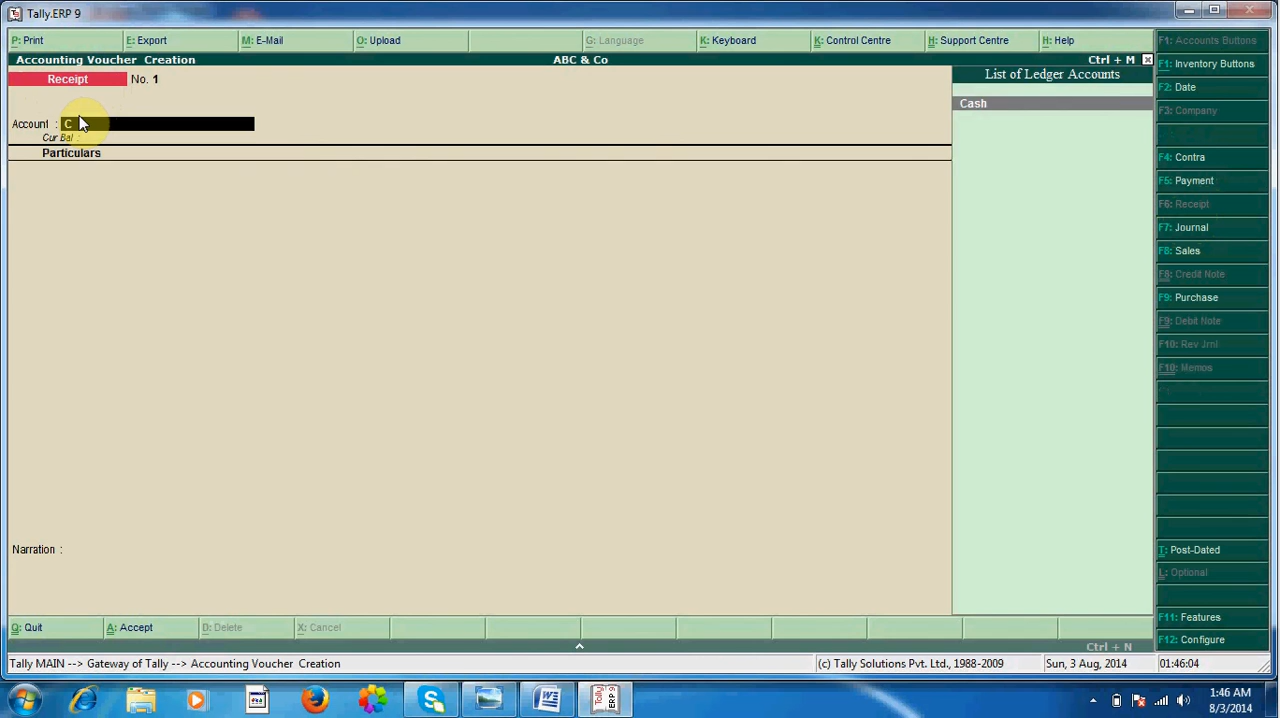 Tally.ERP 9
P: Print
E: Export
M: E-Mail
O: Upload
G: Language
K: Keyboard
K: Control Centre
H: Support Centre
H: Help
F1: Accounts Buttons
Accounting Voucher Creation
ABC & Co
Ctrl + M
F1: Inventory Buttons
Receipt
No. 1
List of Ledger Accounts
F2: Date
Cash
F3: Company
Account : C
Cur Bal :
Particulars
F4: Contra
F5: Payment
F6: Receipt
F7: Journal
F8: Sales
F8: Credit Note
F9: Purchase
F9: Debit Note
F10: Rev Jrnl
F10: Memos
Narration :
T: Post-Dated
L: Optional
F11: Features
Q: Quit
A: Accept
D: Delete
X: Cancel
F12: Configure
Ctrl + N
Tally MAIN --> Gateway of Tally --> Accounting Voucher Creation
(c) Tally Solutions Pvt. Ltd., 1988-2009
Sun, 3 Aug, 2014
01:46:04
Tally ERP 9
1:46 AM
8/3/2014